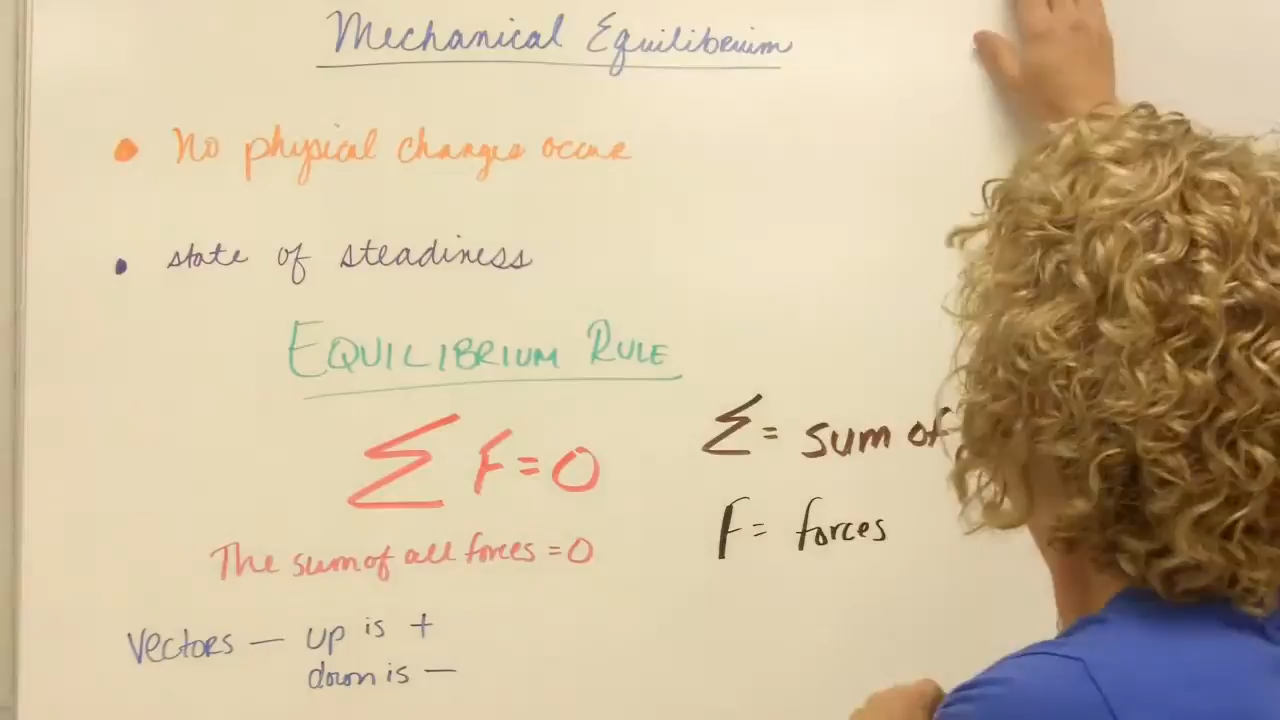 Mechanical Equilibrium
• No physical changes occur
• state of steadiness
EQUILIBRIUM RULE
Σ F = 0
Σ = sum of
F = forces
The sum of all forces = 0
Vectors — up is +
down is —